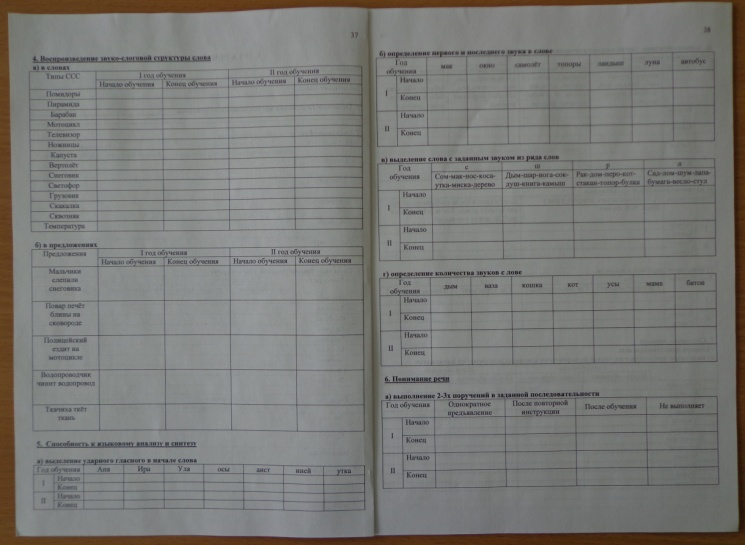 37
4. Воспроизведение звуко-слоговой структуры слова
а) в словах
Типы ССС I год обучения II год обучения
Начало обучения Конец обучения Начало обучения Конец обучения
Помидоры
Пирамида
Барабан
Мотоцикл
Телевизор
Ножницы
Капуста
Вертолёт
Снеговик
Светофор
Грузовик
Скакалка
Сквозняк
Температура
б) в предложениях
Предложения I год обучения II год обучения
Начало обучения Конец обучения Начало обучения Конец обучения
Мальчики
слепили
снеговика
Повар печёт
блины на
сковороде
Полицейский
ездит на
мотоцикле
Водопроводчик
чинит водопровод
Ткачиха ткёт
ткань
5. Способность к языковому анализу и синтезу
а) выделение ударного гласного в начале слова
Год обучения Аня Ира Уля осы аист иней утка
I Начало
Конец
II Начало
Конец
38
б) определение первого и последнего звука в слове
Год
обучения
мак окно самолёт топоры ландыш луна автобус
I Начало
Конец
II Начало
Конец
в) выделение слова с заданным звуком из ряда слов
Год
обучения
с ш р л
Сом-мак-нос-коса-
утка-миска-дерево
Дым-шар-нога-сок-
душ-книга-камыш
Рак-дом-перо-кот-
стакан-топор-булка
бумага-весло-стул
I Начало
Конец
II Начало
Конец
г) определение количества звуков с лове
Год
обучения
дым ваза кошка кот усы мама батон
I Начало
Конец
II Начало
Конец
6. Понимание речи
а) выполнение 2-3х поручений в заданной последовательности
Год обучения Однократное
предъявление
После повторной
инструкции
После обучения Не выполняет
I Начало
Конец
II Начало
Конец